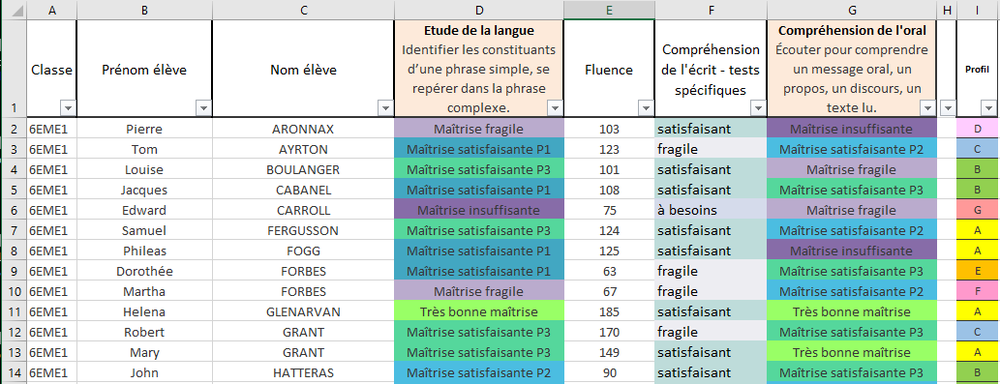 A B C D E F G H I
1 Classe Prénom élève Nom élève Etude de la langue Identifier les constituants d’une phrase simple, se repérer dans la phrase complexe. Fluence Compréhension de l'écrit - tests spécifiques Compréhension de l'oral Écouter pour comprendre un message oral, un propos, un discours, un texte lu. Profil
2 6EME1 Pierre ARONNAX Maîtrise fragile 103 satisfaisant Maîtrise insuffisante D
3 6EME1 Tom AYRTON Maîtrise satisfaisante P1 123 fragile Maîtrise satisfaisante P2 C
4 6EME1 Louise BOULANGER Maîtrise satisfaisante P3 101 satisfaisant Maîtrise fragile B
5 6EME1 Jacques CABANEL Maîtrise satisfaisante P1 108 satisfaisant Maîtrise satisfaisante P3 B
6 6EME1 Edward CARROLL Maîtrise insuffisante 75 à besoins Maîtrise fragile G
7 6EME1 Samuel FERGUSSON Maîtrise satisfaisante P3 124 satisfaisant Maîtrise satisfaisante P2 A
8 6EME1 Phileas FOGG Maîtrise satisfaisante P1 125 satisfaisant Maîtrise insuffisante A
9 6EME1 Dorothée FORBES Maîtrise satisfaisante P1 63 fragile Maîtrise satisfaisante P3 E
10 6EME1 Martha FORBES Maîtrise fragile 67 fragile Maîtrise satisfaisante P2 F
11 6EME1 Helena GLENARVAN Très bonne maîtrise 185 satisfaisant Très bonne maîtrise A
12 6EME1 Robert GRANT Maîtrise satisfaisante P3 170 fragile Maîtrise satisfaisante P3 C
13 6EME1 Mary GRANT Maîtrise satisfaisante P3 149 satisfaisant Très bonne maîtrise A
14 6EME1 John HATTERAS Maîtrise satisfaisante P2 90 satisfaisant Maîtrise satisfaisante P3 B